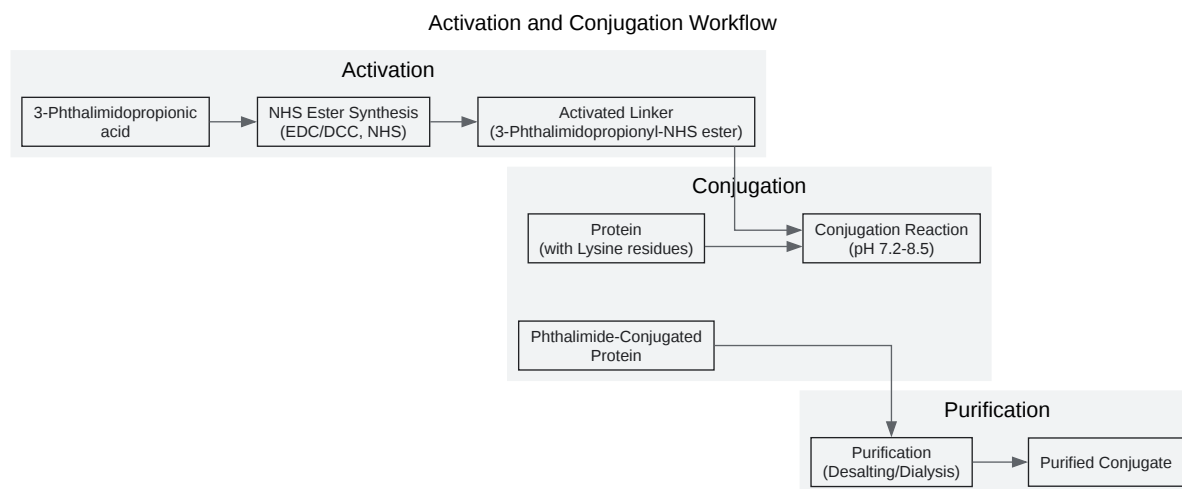 Activation and Conjugation Workflow
Activation
3-Phthalimidopropionic
acid
NHS Ester Synthesis
(EDC/DCC, NHS)
Activated Linker
(3-Phthalimidopropionyl-NHS ester)
Conjugation
Protein
(with Lysine residues)
Conjugation Reaction
(pH 7.2-8.5)
Phthalimide-Conjugated
Protein
Purification
Purification
(Desalting/Dialysis)
Purified Conjugate